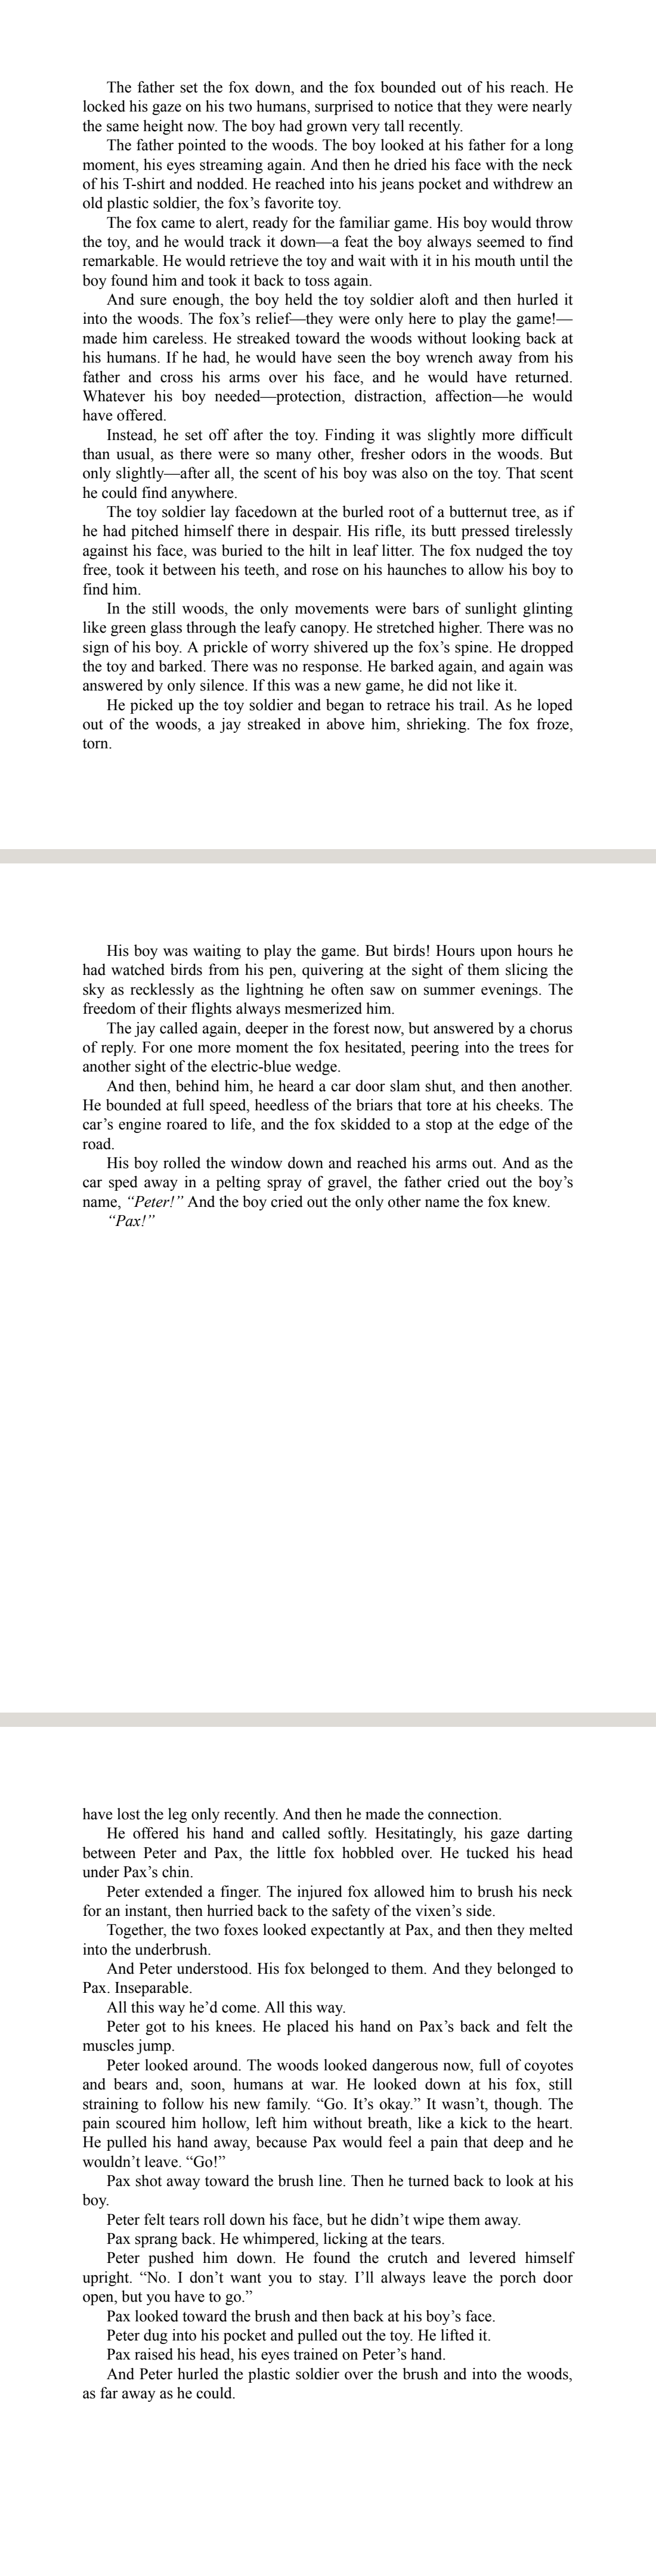 The father set the fox down, and the fox bounded out of his reach. He
locked his gaze on his two humans, surprised to notice that they were nearly
the same height now. The boy had grown very tall recently.
The father pointed to the woods. The boy looked at his father for a long
moment, his eyes streaming again. And then he dried his face with the neck
of his T-shirt and nodded. He reached into his jeans pocket and withdrew an
old plastic soldier, the fox’s favorite toy.
The fox came to alert, ready for the familiar game. His boy would throw
the toy, and he would track it down—a feat the boy always seemed to find
remarkable. He would retrieve the toy and wait with it in his mouth until the
boy found him and took it back to toss again.
And sure enough, the boy held the toy soldier aloft and then hurled it
into the woods. The fox’s relief—they were only here to play the game!—
made him careless. He streaked toward the woods without looking back at
his humans. If he had, he would have seen the boy wrench away from his
father and cross his arms over his face, and he would have returned.
Whatever his boy needed—protection, distraction, affection—he would
have offered.
Instead, he set off after the toy. Finding it was slightly more difficult
than usual, as there were so many other, fresher odors in the woods. But
only slightly—after all, the scent of his boy was also on the toy. That scent
he could find anywhere.
The toy soldier lay facedown at the burled root of a butternut tree, as if
he had pitched himself there in despair. His rifle, its butt pressed tirelessly
against his face, was buried to the hilt in leaf litter. The fox nudged the toy
free, took it between his teeth, and rose on his haunches to allow his boy to
find him.
In the still woods, the only movements were bars of sunlight glinting
like green glass through the leafy canopy. He stretched higher. There was no
sign of his boy. A prickle of worry shivered up the fox’s spine. He dropped
the toy and barked. There was no response. He barked again, and again was
answered by only silence. If this was a new game, he did not like it.
He picked up the toy soldier and began to retrace his trail. As he loped
out of the woods, a jay streaked in above him, shrieking. The fox froze,
torn.
His boy was waiting to play the game. But birds! Hours upon hours he
had watched birds from his pen, quivering at the sight of them slicing the
sky as recklessly as the lightning he often saw on summer evenings. The
freedom of their flights always mesmerized him.
The jay called again, deeper in the forest now, but answered by a chorus
of reply. For one more moment the fox hesitated, peering into the trees for
another sight of the electric-blue wedge.
And then, behind him, he heard a car door slam shut, and then another.
He bounded at full speed, heedless of the briars that tore at his cheeks. The
car’s engine roared to life, and the fox skidded to a stop at the edge of the
road.
His boy rolled the window down and reached his arms out. And as the
car sped away in a pelting spray of gravel, the father cried out the boy’s
name, “Peter!” And the boy cried out the only other name the fox knew.
“Pax!”
have lost the leg only recently. And then he made the connection.
He offered his hand and called softly. Hesitatingly, his gaze darting
between Peter and Pax, the little fox hobbled over. He tucked his head
under Pax’s chin.
Peter extended a finger. The injured fox allowed him to brush his neck
for an instant, then hurried back to the safety of the vixen’s side.
Together, the two foxes looked expectantly at Pax, and then they melted
into the underbrush.
And Peter understood. His fox belonged to them. And they belonged to
Pax. Inseparable.
All this way he’d come. All this way.
Peter got to his knees. He placed his hand on Pax’s back and felt the
muscles jump.
Peter looked around. The woods looked dangerous now, full of coyotes
and bears and, soon, humans at war. He looked down at his fox, still
straining to follow his new family. “Go. It’s okay.” It wasn’t, though. The
pain scoured him hollow, left him without breath, like a kick to the heart.
He pulled his hand away, because Pax would feel a pain that deep and he
wouldn’t leave. “Go!”
Pax shot away toward the brush line. Then he turned back to look at his
boy.
Peter felt tears roll down his face, but he didn’t wipe them away.
Pax sprang back. He whimpered, licking at the tears.
Peter pushed him down. He found the crutch and levered himself
upright. “No. I don’t want you to stay. I’ll always leave the porch door
open, but you have to go.”
Pax looked toward the brush and then back at his boy’s face.
Peter dug into his pocket and pulled out the toy. He lifted it.
Pax raised his head, his eyes trained on Peter’s hand.
And Peter hurled the plastic soldier over the brush and into the woods,
as far away as he could.